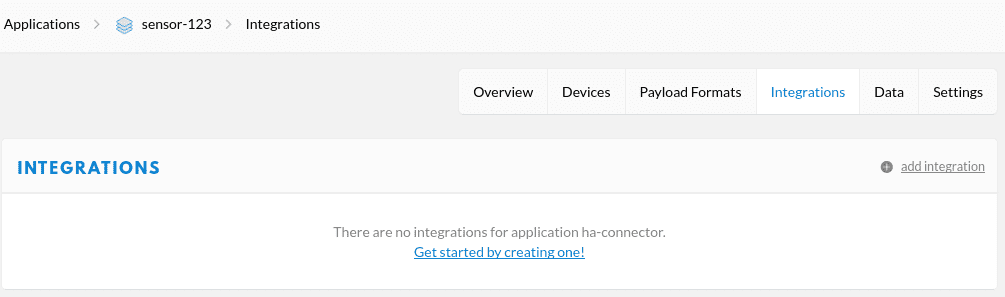 Applications > sensor-123 > Integrations
Overview Devices Payload Formats Integrations Data Settings
INTEGRATIONS add integration
There are no integrations for application ha-connector.
Get started by creating one!